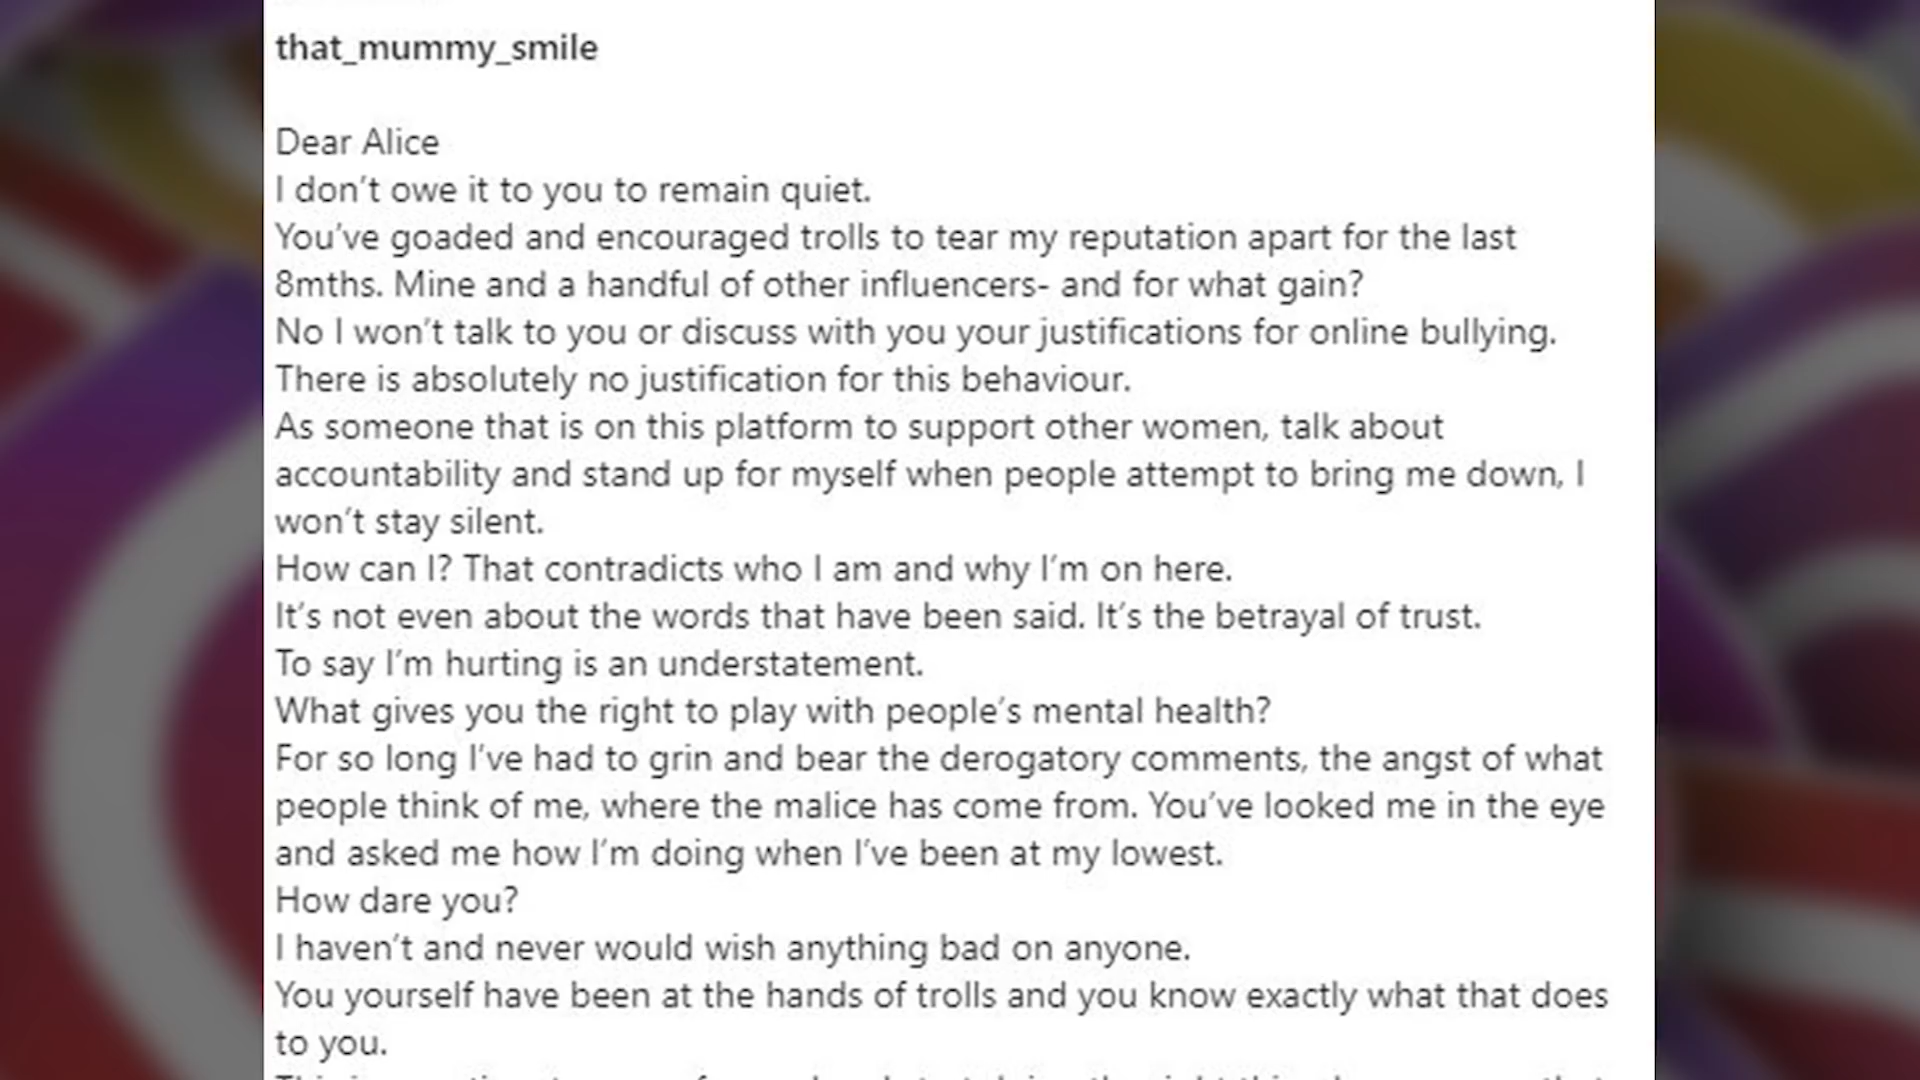 that_mummy_smile
Dear Alice
I don't owe it to you to remain quiet.
You've goaded and encouraged trolls to tear my reputation apart for the last
8mths. Mine and a handful of other influencers- and for what gain?
No I won't talk to you or discuss with you your justifications for online bullying.
There is absolutely no justification for this behaviour.
As someone that is on this platform to support other women, talk about
accountability and stand up for myself when people attempt to bring me down, I
won't stay silent.
How can I? That contradicts who I am and why I'm on here.
It's not even about the words that have been said. It's the betrayal of trust.
To say I'm hurting is an understatement.
What gives you the right to play with people's mental health?
For so long I've had to grin and bear the derogatory comments, the angst of what
people think of me, where the malice has come from. You've looked me in the eye
and asked me how I'm doing when I've been at my lowest.
How dare you?
I haven't and never would wish anything bad on anyone.
You yourself have been at the hands of trolls and you know exactly what that does
to you.